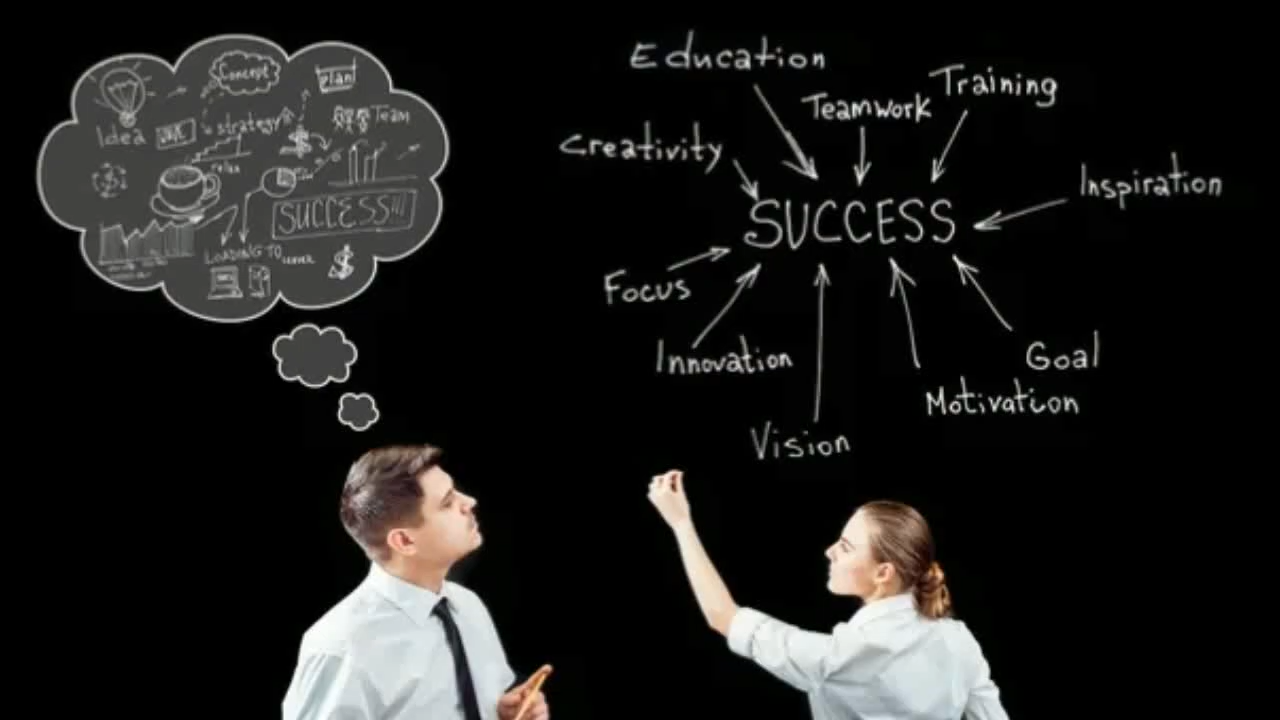 Concept
plan
Idea
strategy
Team
relax
SUCCESS!!!
LOADING TO
Education
Teamwork
Training
Creativity
Inspiration
SUCCESS
Focus
Innovation
Goal
Motivation
Vision